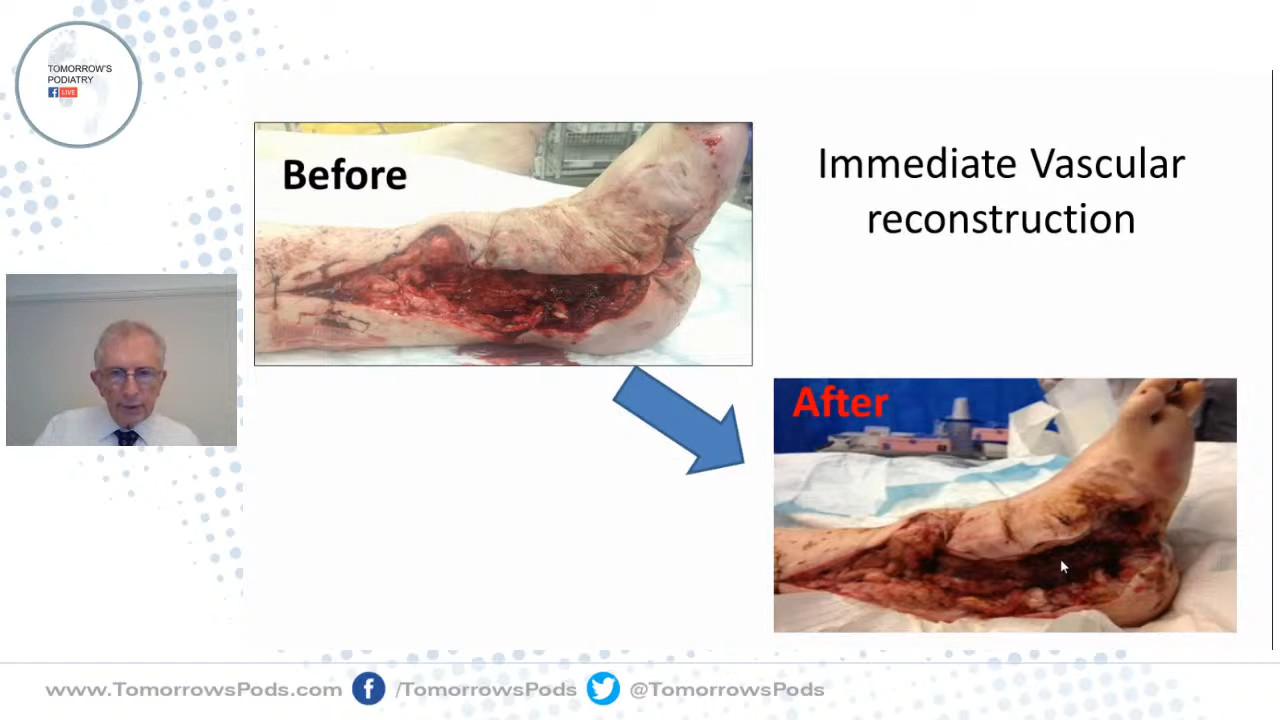 TOMORROW'S
PODIATRY
f LIVE
Before
Immediate Vascular
reconstruction
After
www.TomorrowsPods.com f /TomorrowsPods @TomorrowsPods